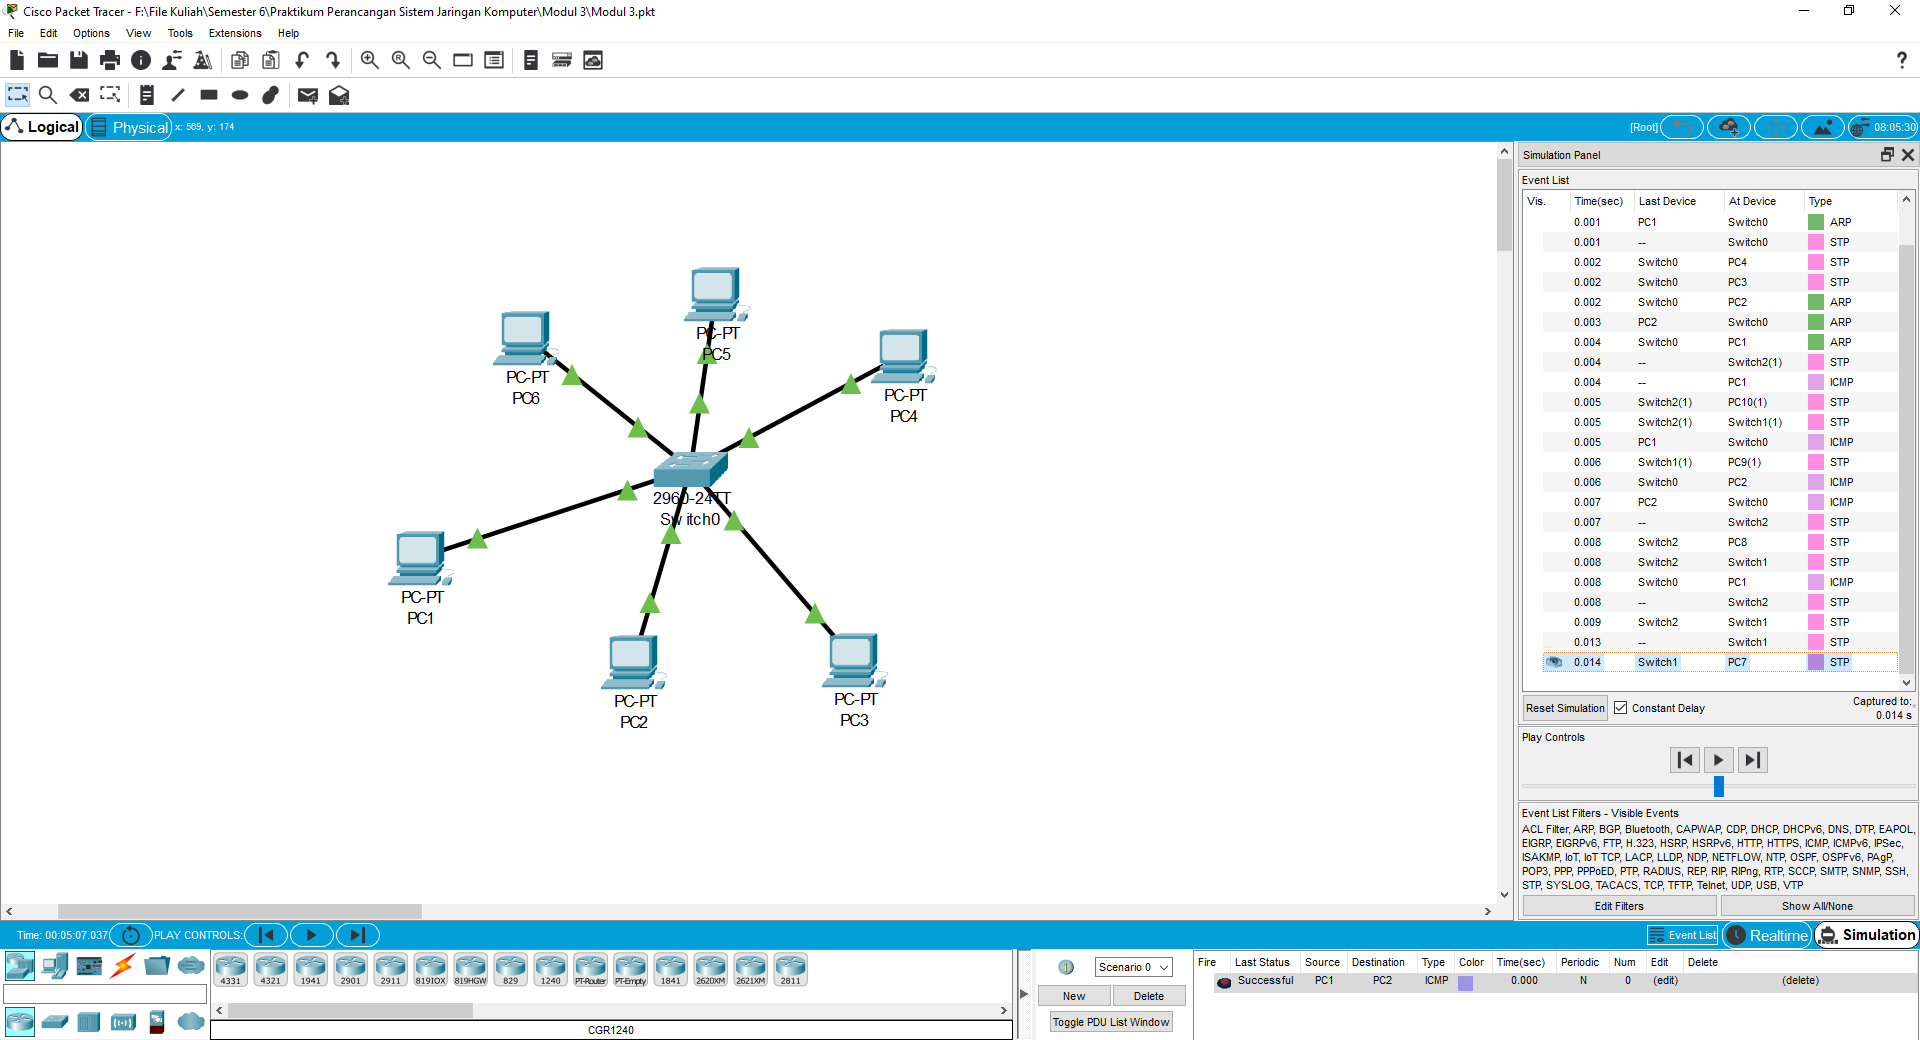 Cisco Packet Tracer - F:\File Kuliah\Semester 6\Praktikum Perancangan Sistem Jaringan Komputer\Modul 3\Modul 3.pkt
File Edit Options View Tools Extensions Help
Logical Physical x: 569, y: 174 [Root] 08:05:30
Simulation Panel
Event List
Vis. Time(sec) Last Device At Device Type
0.001 PC1 Switch0 ARP
0.001 -- Switch0 STP
0.002 Switch0 PC4 STP
0.002 Switch0 PC3 STP
0.002 Switch0 PC2 ARP
0.003 PC2 Switch0 ARP
0.004 Switch0 PC1 ARP
0.004 -- Switch2(1) STP
0.004 -- PC1 ICMP
0.005 Switch2(1) PC10(1) STP
0.005 Switch2(1) Switch1(1) STP
0.005 PC1 Switch0 ICMP
0.006 Switch1(1) PC9(1) STP
0.006 Switch0 PC2 ICMP
0.007 PC2 Switch0 ICMP
0.007 -- Switch2 STP
0.008 Switch2 PC8 STP
0.008 Switch2 Switch1 STP
0.008 Switch0 PC1 ICMP
0.008 -- Switch2 STP
0.009 Switch2 Switch1 STP
0.013 -- Switch1 STP
0.014 Switch1 PC7 STP
Reset Simulation Constant Delay Captured to:
0.014 s
Play Controls
Event List Filters - Visible Events
ACL Filter, ARP, BGP, Bluetooth, CAPWAP, CDP, DHCP, DHCPv6, DNS, DTP, EAPOL,
EIGRP, EIGRPv6, FTP, H.323, HSRP, HSRPv6, HTTP, HTTPS, ICMP, ICMPv6, IPSec,
ISAKMP, IoT, IoT TCP, LACP, LLDP, NDP, NETFLOW, NTP, OSPF, OSPFv6, PAgP,
POP3, PPP, PPPoED, PTP, RADIUS, REP, RIP, RIPng, RTP, SCCP, SMTP, SNMP, SSH,
STP, SYSLOG, TACACS, TCP, TFTP, Telnet, UDP, USB, VTP
Edit Filters Show All/None
PC-PT
PC5
PC-PT
PC6
PC-PT
PC4
2960-24TT
Switch0
PC-PT
PC1
PC-PT
PC2
PC-PT
PC3
Time: 00:05:07.037 PLAY CONTROLS: Event List Realtime Simulation
4331 4321 1941 2901 2911 819IOX 819HGW 829 1240 PT-Router PT-Empty 1841 2620XM 2621XM 2811
CGR1240
Scenario 0
New Delete
Toggle PDU List Window
Fire Last Status Source Destination Type Color Time(sec) Periodic Num Edit Delete
Successful PC1 PC2 ICMP 0.000 N 0 (edit) (delete)